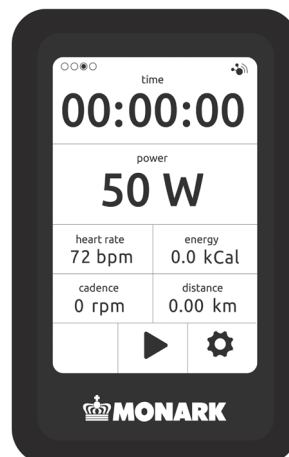 time
00:00:00
power
50 W
heart rate energy
72 bpm 0.0 kCal
cadence distance
0 rpm 0.00 km
MONARK